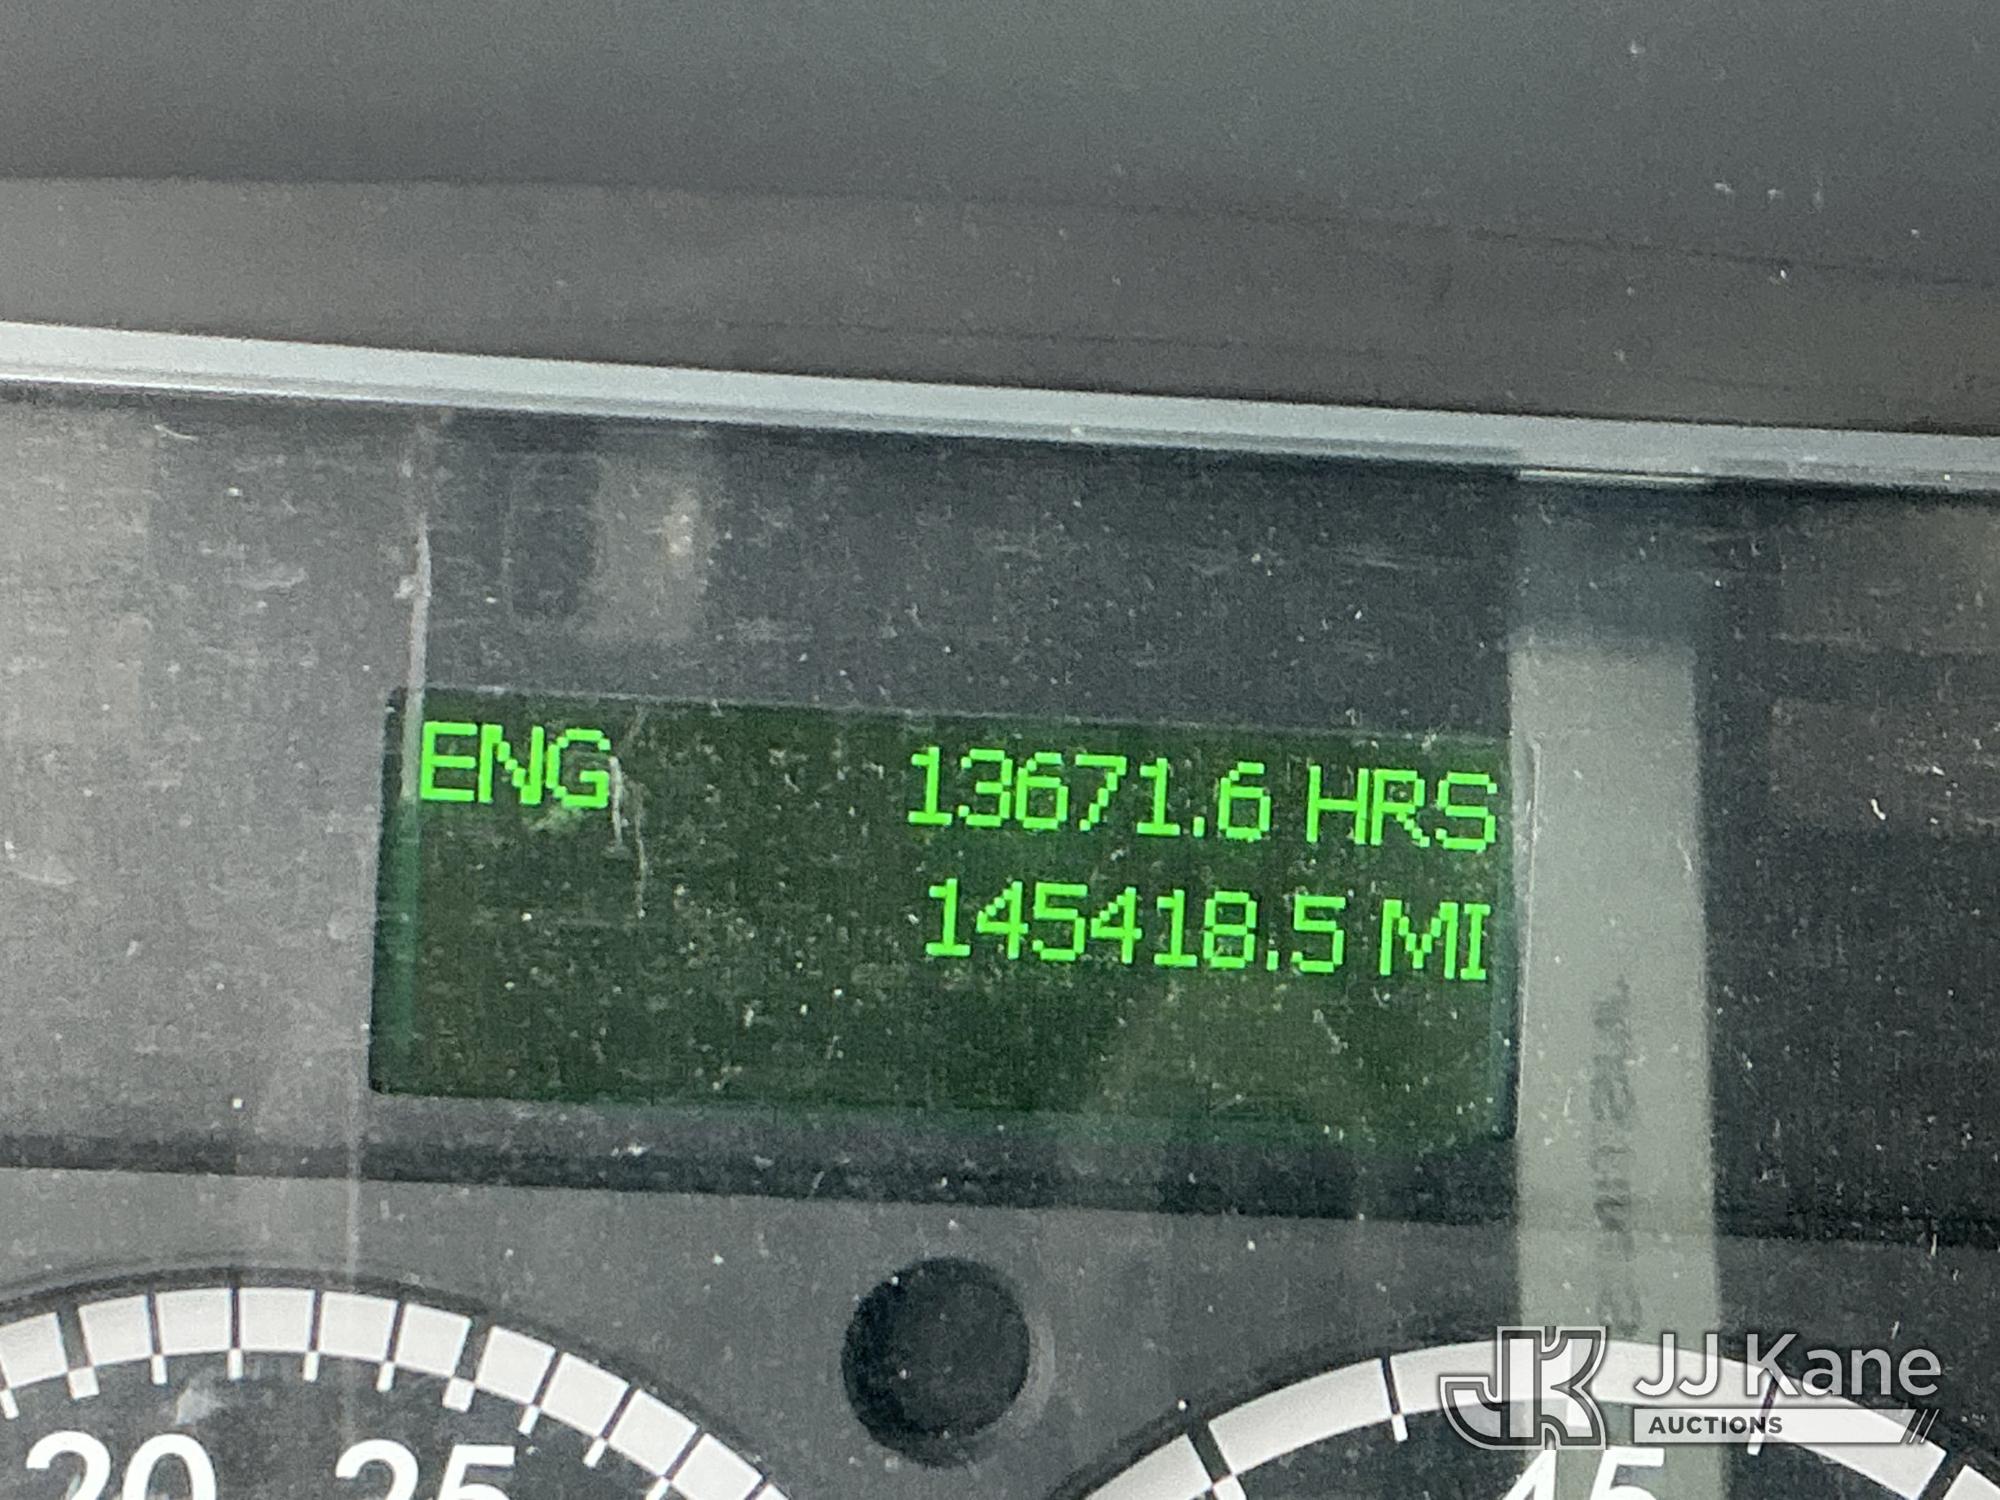 ENG 13671.6 HRS
145418.5 MI
20 25
45
JJ Kane
AUCTIONS